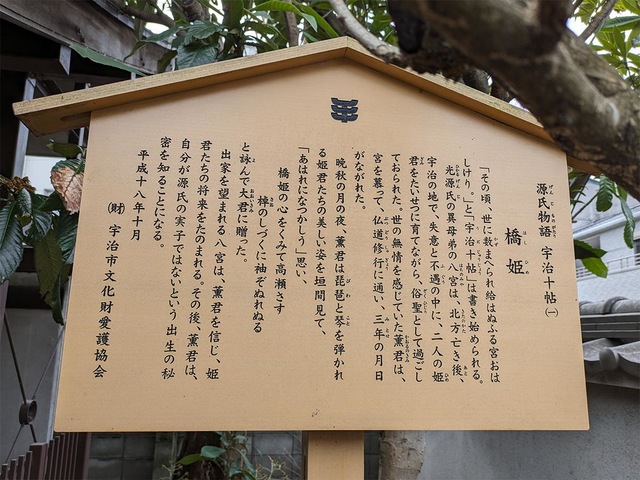 源氏物語 宇治十帖㈠
橋姫
「その頃、世に数まへられ給はぬふる宮おは
しけり。」と「宇治十帖」は書き始められる。
光源氏の異母弟の八宮は、北方亡き後、
宇治の地で、失意と不遇の中に、二人の姫
君をたいせつに育てながら、俗聖として過ごし
ておられた。世の無情を感じていた薫君は、
宮を慕って、仏道修行に通い、三年の月日
がながれた。
晩秋の月の夜、薫君は琵琶と琴を弾かれ
る姫君たちの美しい姿を垣間見て、
「あはれになつかしう」思い、
橋姫の心をくみて高瀬さす
棹のしづくに袖ぞぬれぬる
と詠んで大君に贈った。
出家を望まれる八宮は、薫君を信じ、姫
君たちの将来をたのまれる。その後、薫君は、
自分が源氏の実子ではないという出生の秘
密を知ることになる。
平成十八年十月
㈶ 宇治市文化財愛護協会